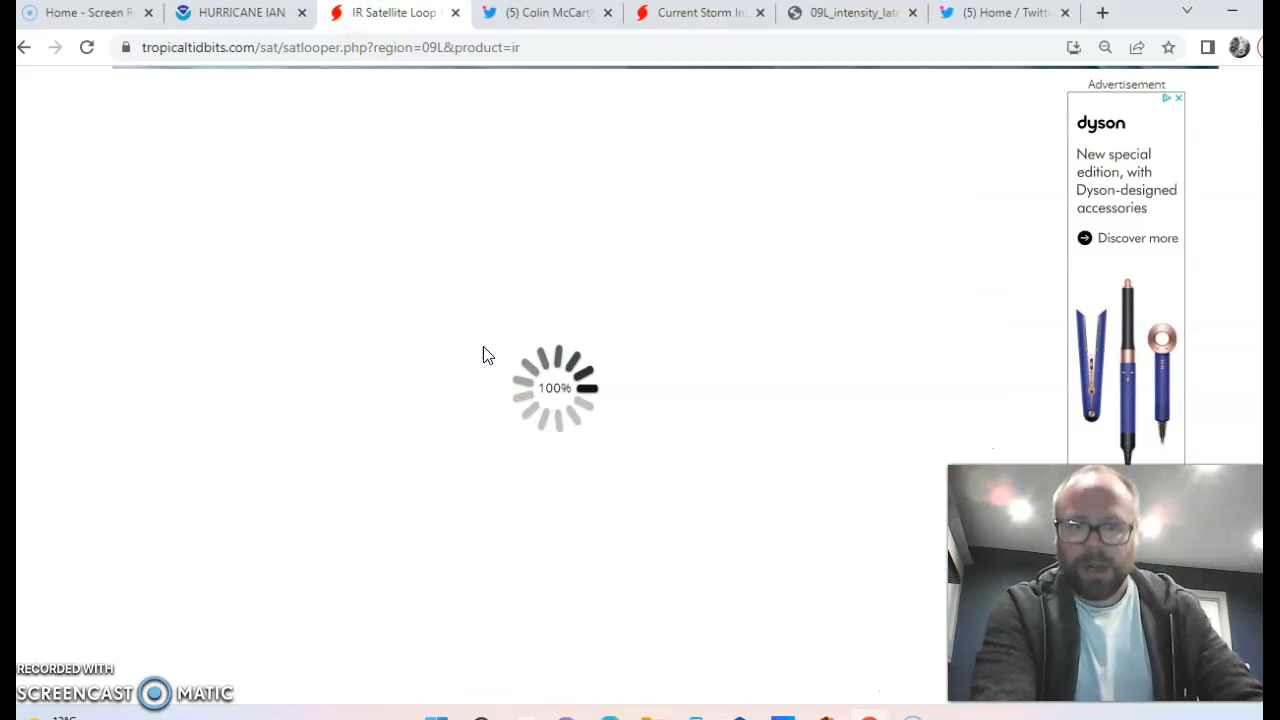 Home - Screen R
HURRICANE IAN
IR Satellite Loop
(5) Colin McCarth
Current Storm In
09L_intensity_late
(5) Home / Twitte
tropicaltidbits.com/sat/satlooper.php?region=09L&product=ir
Advertisement
dyson
New special
edition, with
Dyson-designed
accessories
Discover more
100%
RECORDED WITH
SCREENCAST MATIC